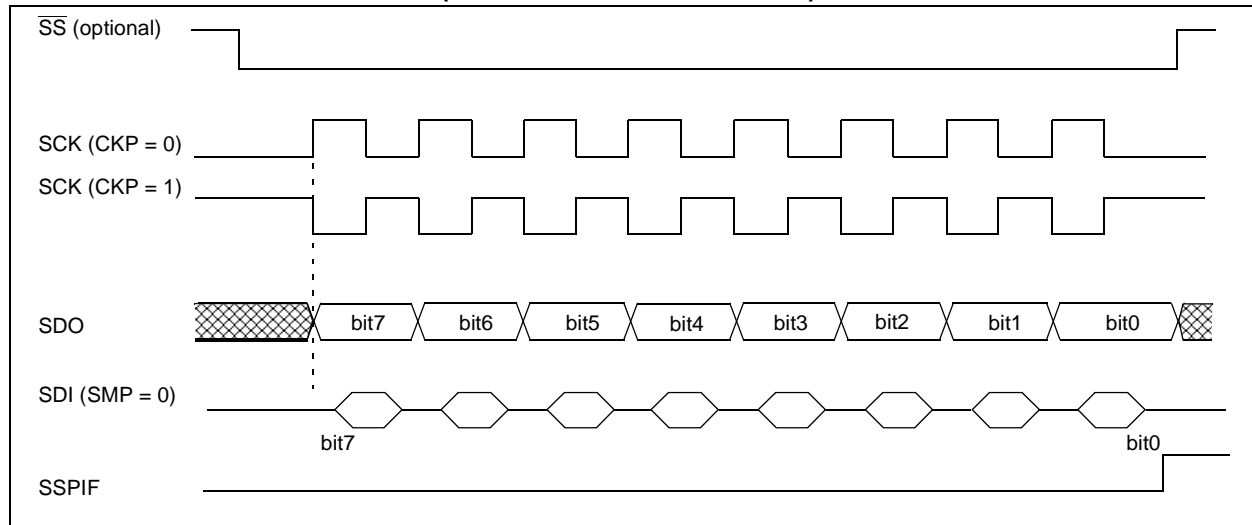 SS (optional)
SCK (CKP = 0)
SCK (CKP = 1)
SDO
bit7 bit6 bit5 bit4 bit3 bit2 bit1 bit0
SDI (SMP = 0)
bit7 bit0
SSPIF